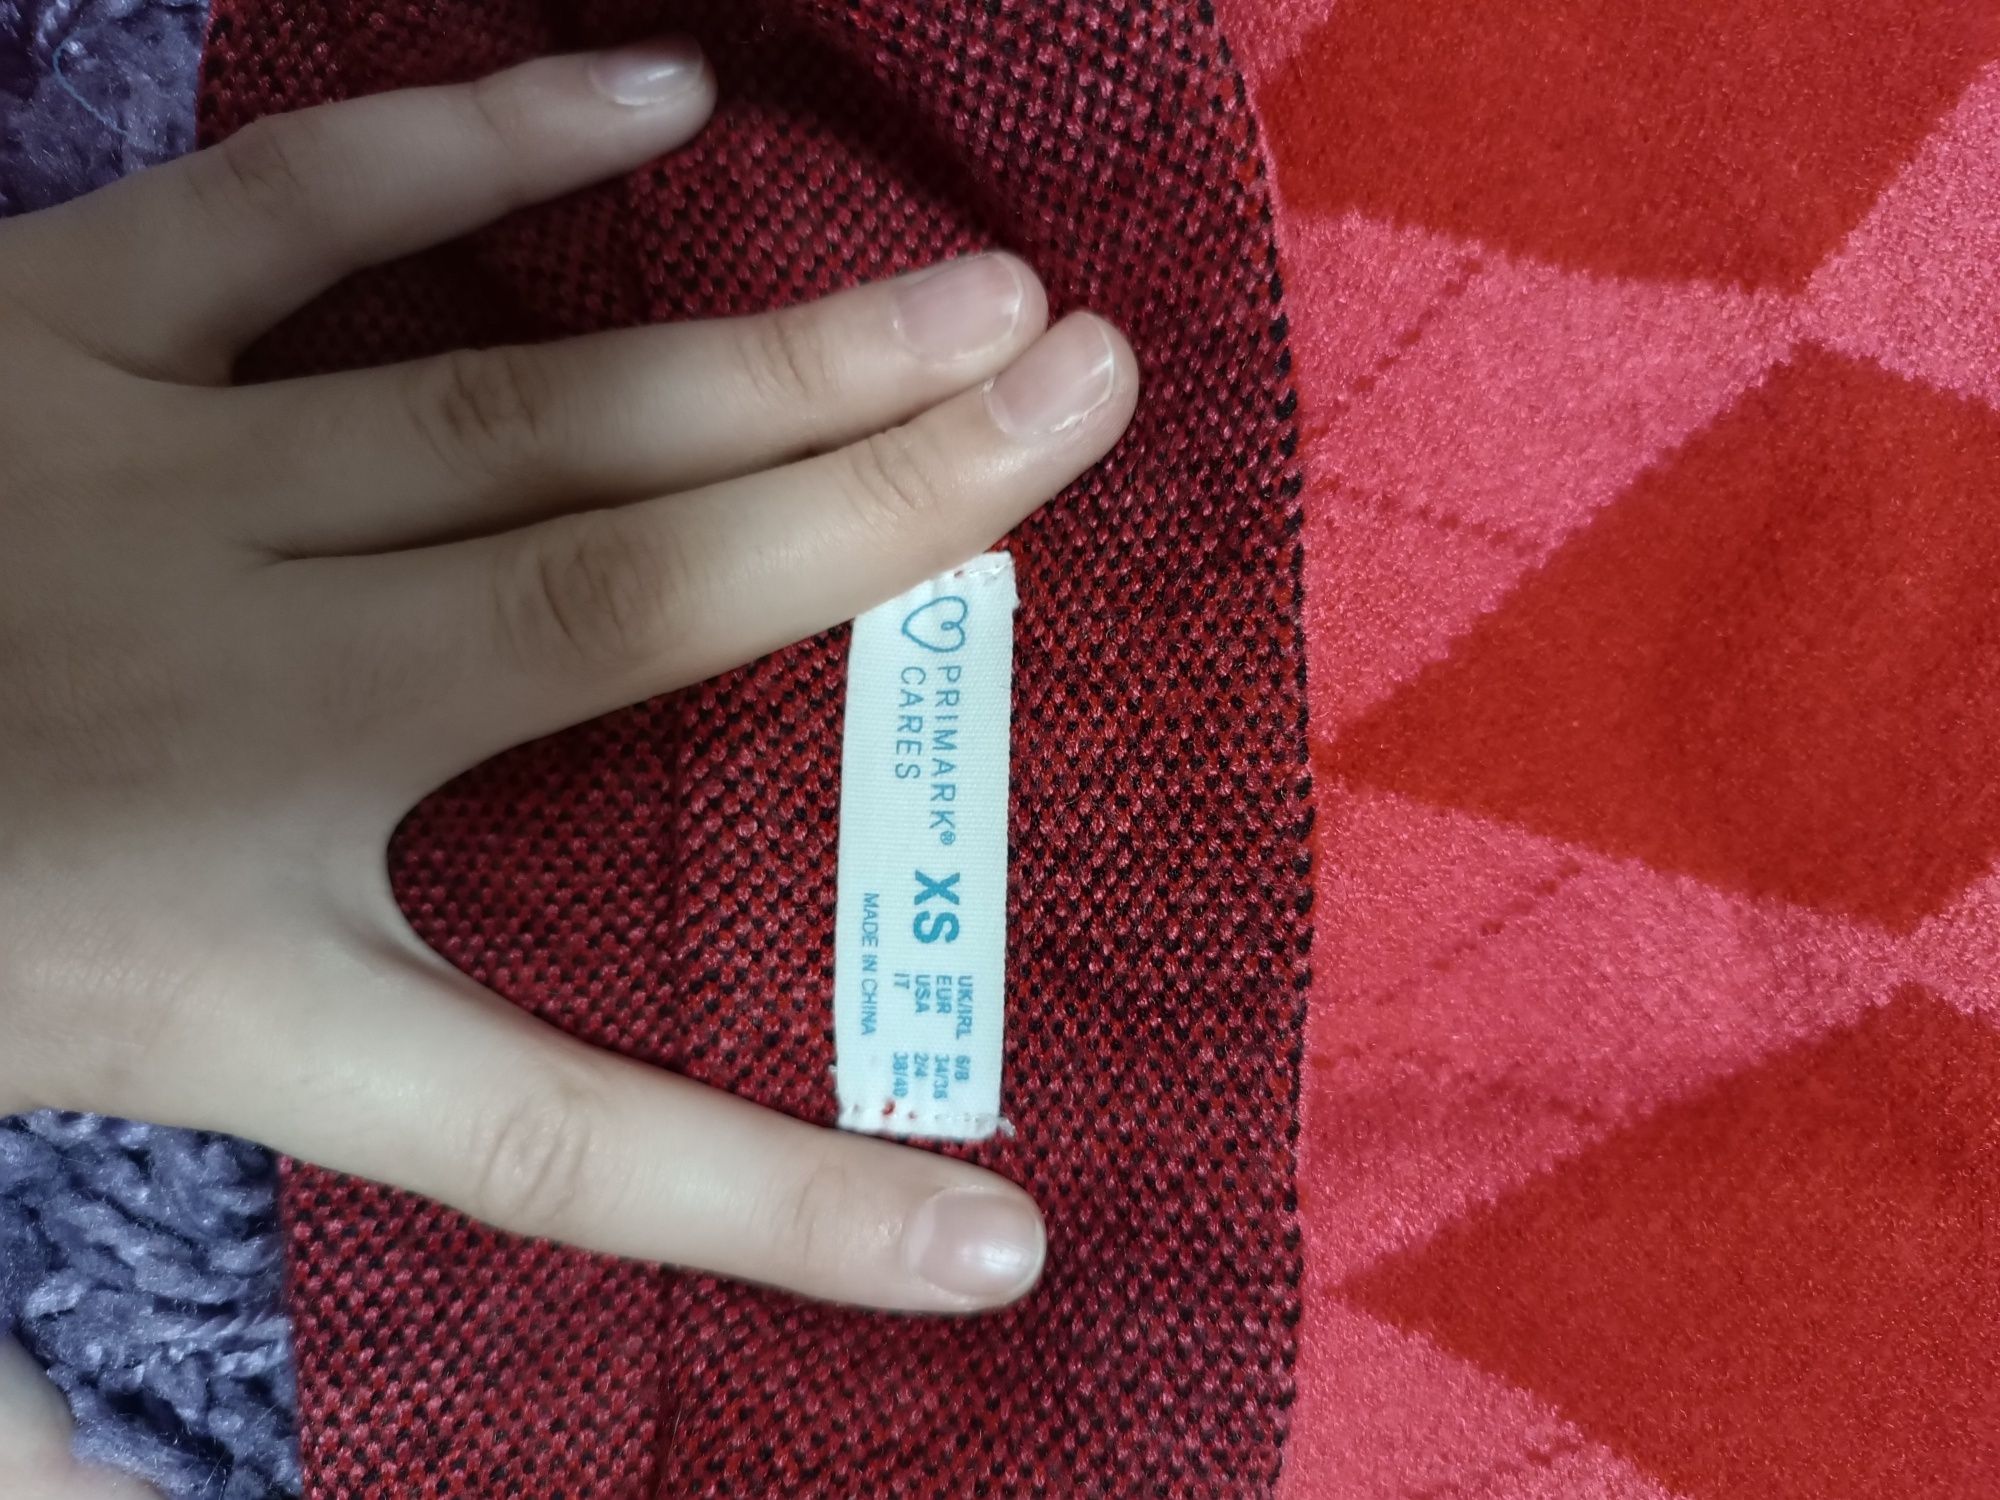 PRIMARK®
CARES
XS
UK/IRL 6/8
EUR 34/36
USA 2/4
IT 38/40
MADE IN CHINA